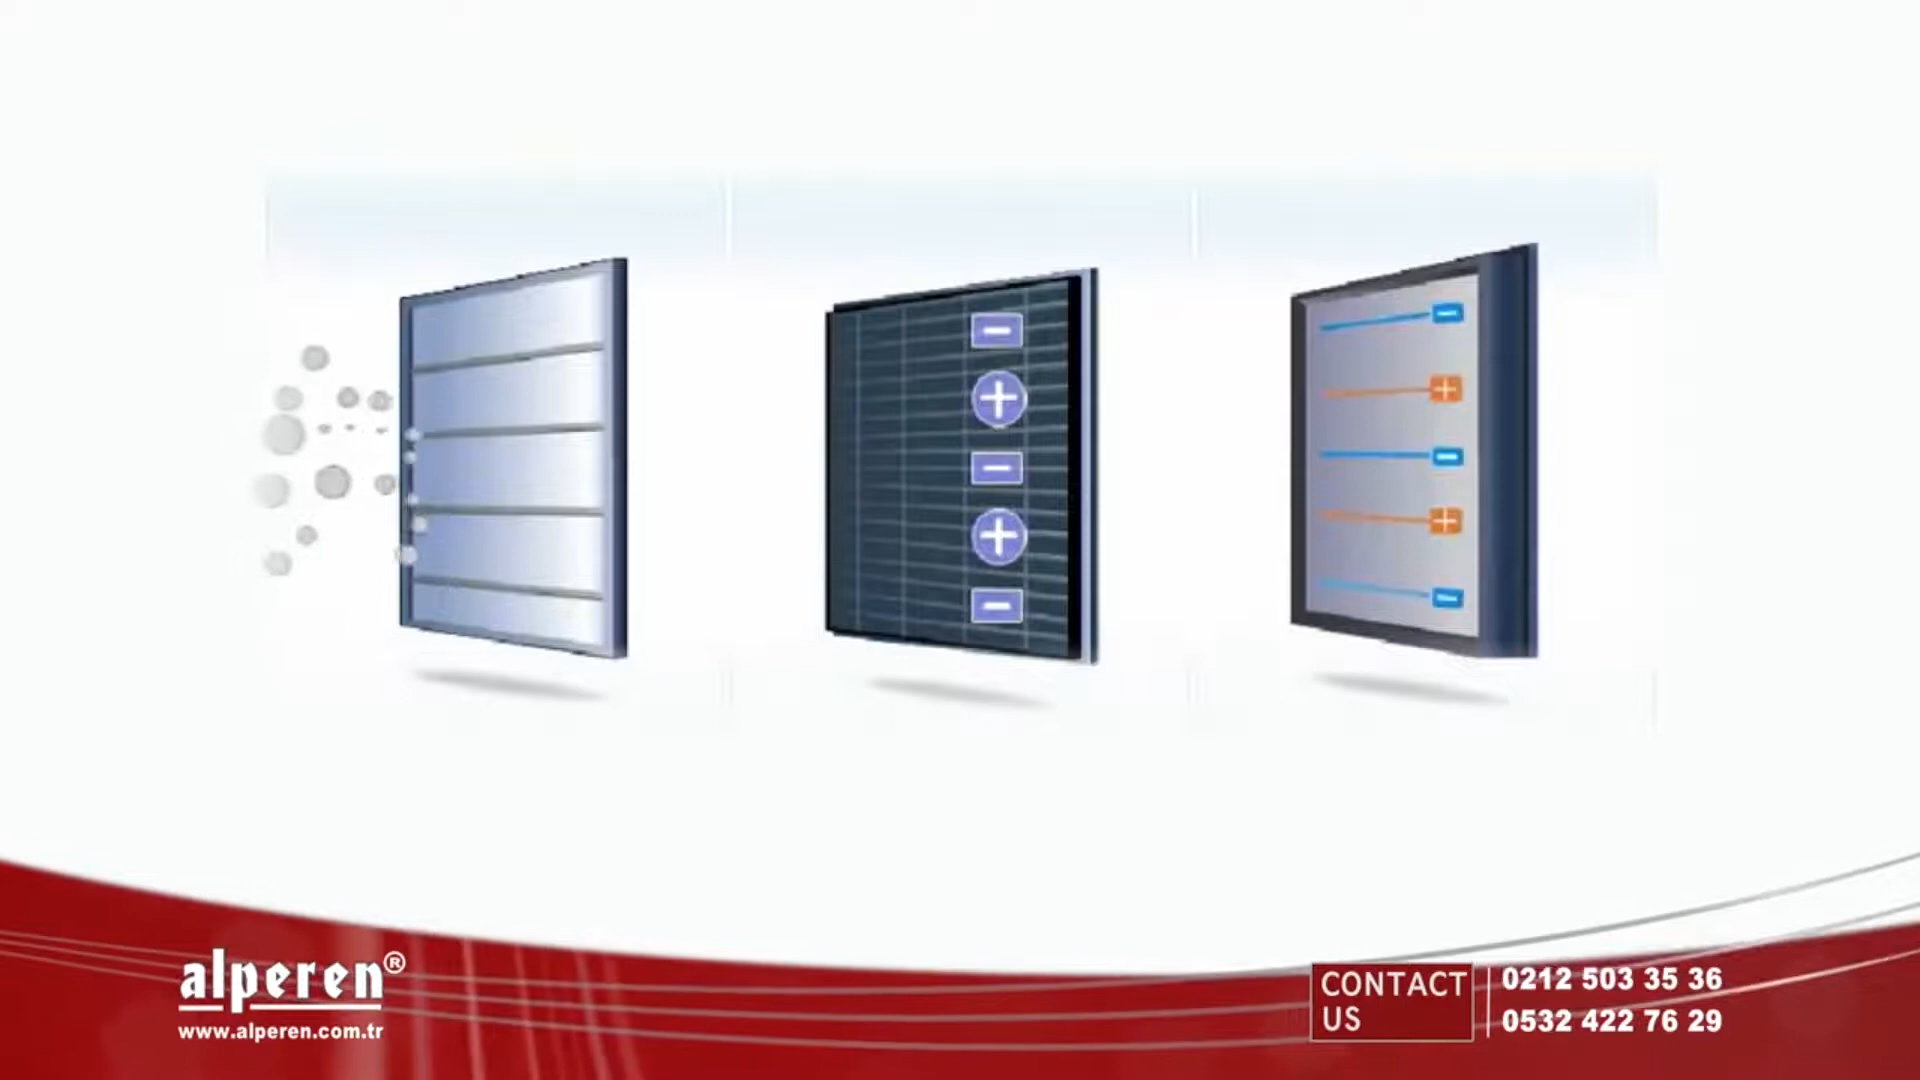 −
+
−
+
−
−
+
−
+
−
alperen®
www.alperen.com.tr
CONTACT
US
0212 503 35 36
0532 422 76 29